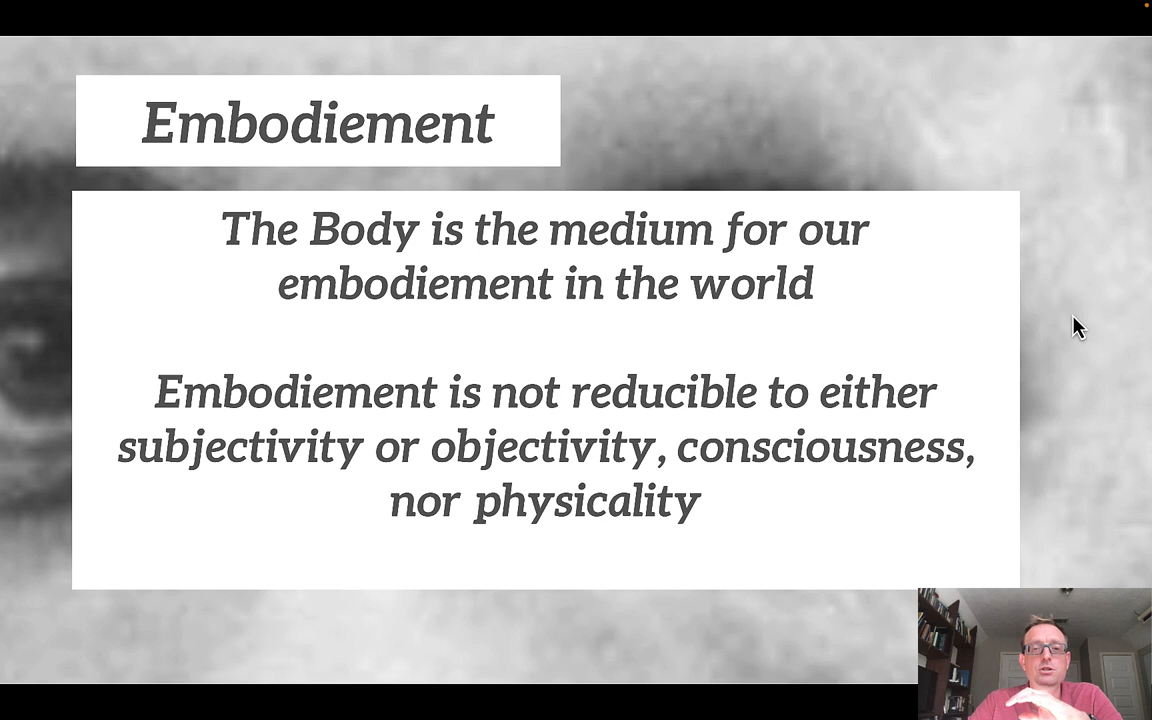 Embodiement
The Body is the medium for our
embodiement in the world
Embodiement is not reducible to either
subjectivity or objectivity, consciousness,
nor physicality